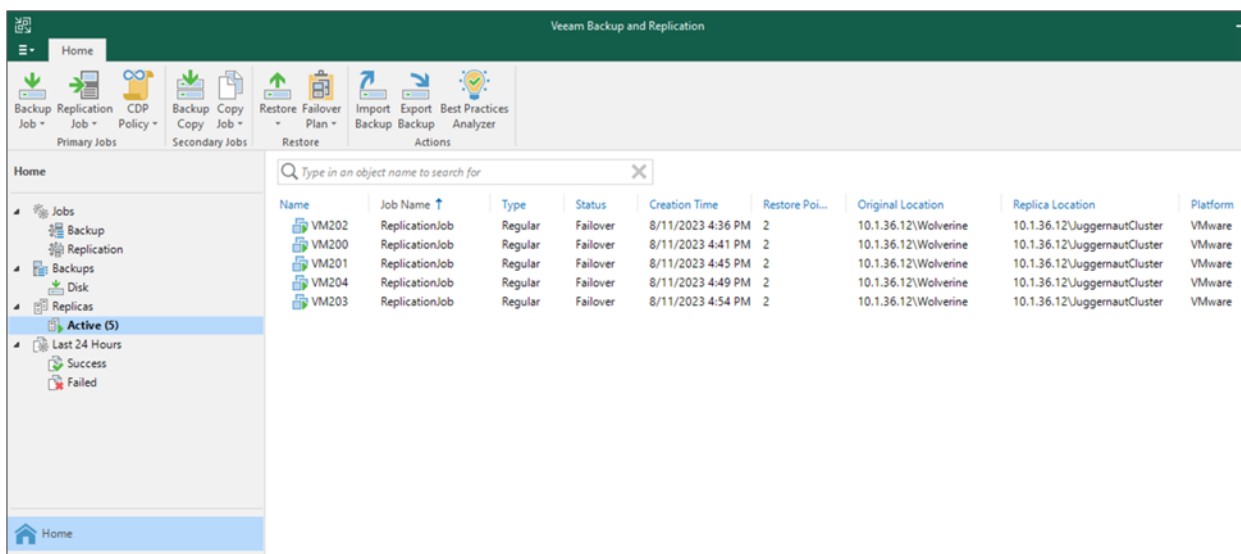 Veeam Backup and Replication
Home
Backup Job Replication Job CDP Policy Backup Copy Copy Job Restore Failover Plan Import Backup Export Backup Best Practices Analyzer
Primary Jobs Secondary Jobs Restore Actions
Home
Type in an object name to search for
Jobs
Backup
Replication
Backups
Disk
Replicas
Active (5)
Last 24 Hours
Success
Failed
Name Job Name Type Status Creation Time Restore Poi... Original Location Replica Location Platform
VM202 ReplicationJob Regular Failover 8/11/2023 4:36 PM 2 10.1.36.12\Wolverine 10.1.36.12\JuggernautCluster VMware
VM200 ReplicationJob Regular Failover 8/11/2023 4:41 PM 2 10.1.36.12\Wolverine 10.1.36.12\JuggernautCluster VMware
VM201 ReplicationJob Regular Failover 8/11/2023 4:45 PM 2 10.1.36.12\Wolverine 10.1.36.12\JuggernautCluster VMware
VM204 ReplicationJob Regular Failover 8/11/2023 4:49 PM 2 10.1.36.12\Wolverine 10.1.36.12\JuggernautCluster VMware
VM203 ReplicationJob Regular Failover 8/11/2023 4:54 PM 2 10.1.36.12\Wolverine 10.1.36.12\JuggernautCluster VMware
Home